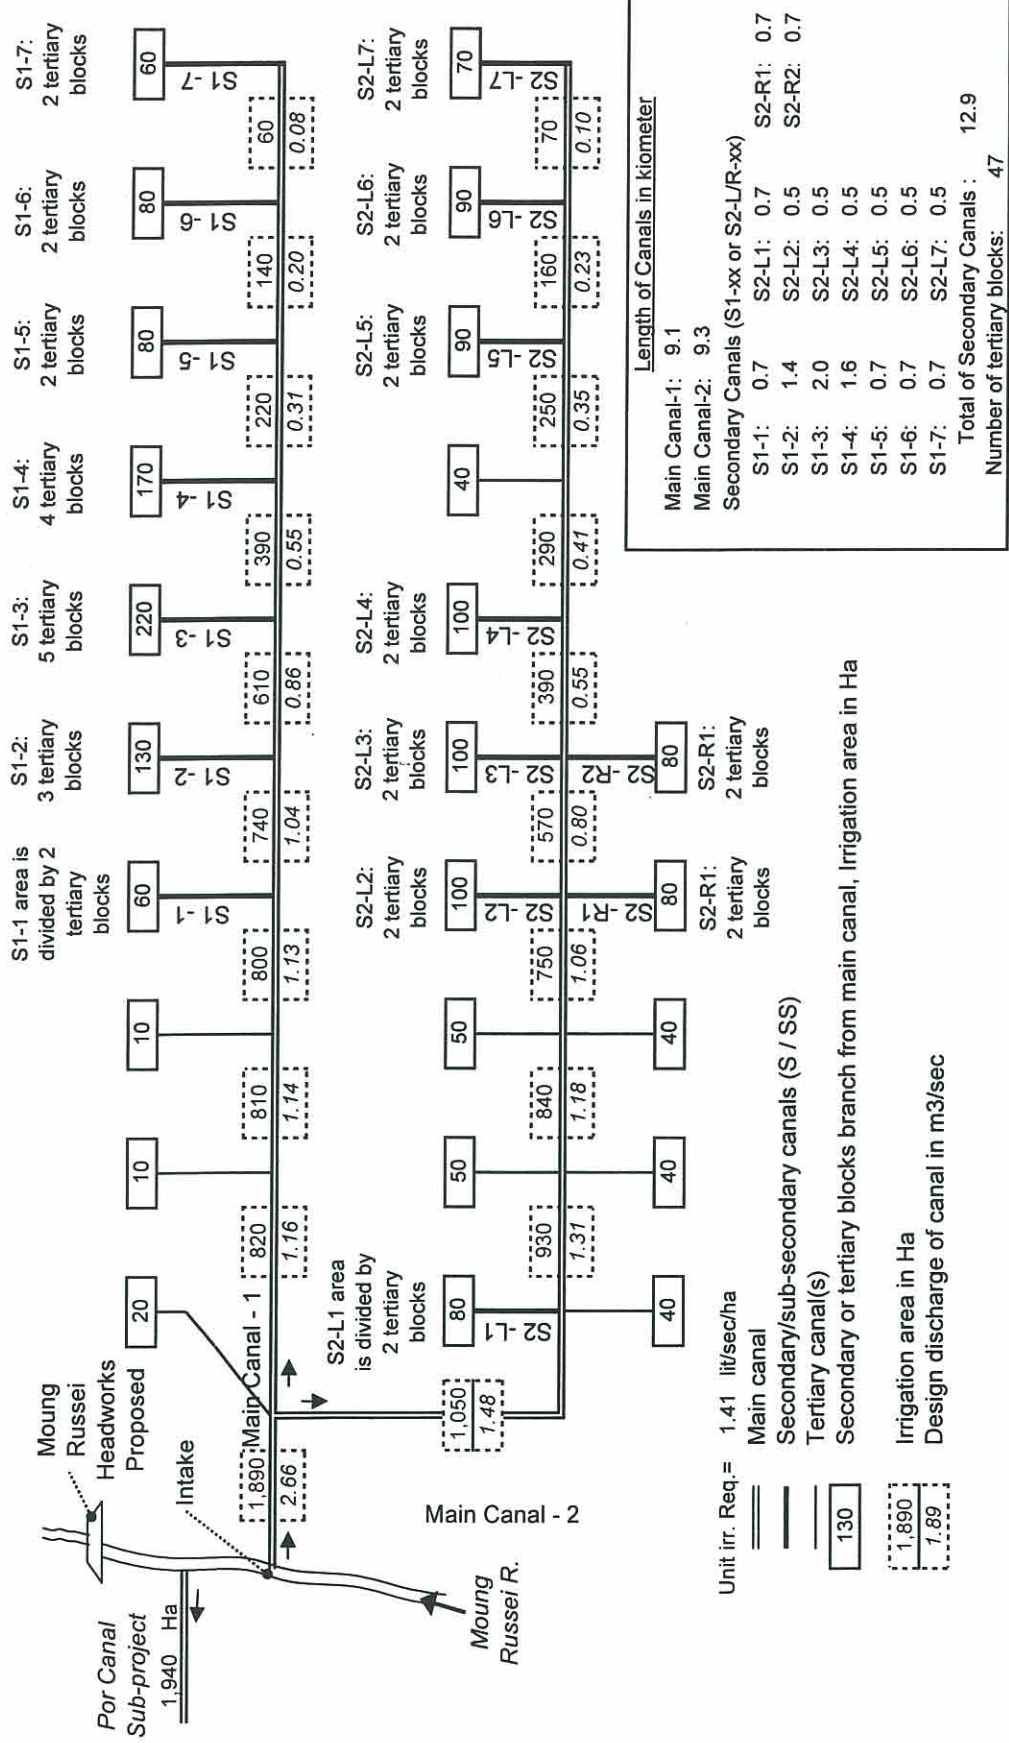 Moung
Russei
Headworks
Proposed
Por Canal
Sub-project
1,940 Ha
Intake
Moung
Russei R.
Main Canal - 1
Main Canal - 2
1,890
2.66
20
820
1.16
10
810
1.14
10
800
1.13
S1-1 area is
divided by 2
tertiary
blocks
60
S1-1
740
1.04
S1-2:
3 tertiary
blocks
130
S1-2
610
0.86
S1-3:
5 tertiary
blocks
220
S1-3
390
0.55
S1-4:
4 tertiary
blocks
170
S1-4
220
0.31
S1-5:
2 tertiary
blocks
80
S1-5
140
0.20
S1-6:
2 tertiary
blocks
80
S1-6
60
0.08
S1-7:
2 tertiary
blocks
60
S1-7
1,050
1.48
S2-L1 area
is divided by
2 tertiary
blocks
80
S2-L1
40
930
1.31
50
40
840
1.18
50
40
750
1.06
S2-L2:
2 tertiary
blocks
100
S2-L2
S2-R1
80
S2-R1:
2 tertiary
blocks
570
0.80
S2-L3:
2 tertiary
blocks
100
S2-L3
S2-R2
80
S2-R1:
2 tertiary
blocks
390
0.55
S2-L4:
2 tertiary
blocks
100
S2-L4
290
0.41
40
250
0.35
S2-L5:
2 tertiary
blocks
90
S2-L5
160
0.23
S2-L6:
2 tertiary
blocks
90
S2-L6
70
0.10
S2-L7:
2 tertiary
blocks
70
S2-L7
Unit irr. Req.= 1.41 lit/sec/ha
Main canal
Secondary/sub-secondary canals (S / SS)
Tertiary canal(s)
130 Secondary or tertiary blocks branch from main canal, Irrigation area in Ha
1,890 Irrigation area in Ha
1.89 Design discharge of canal in m3/sec
Length of Canals in kiometer
Main Canal-1: 9.1
Main Canal-2: 9.3
Secondary Canals (S1-xx or S2-L/R-xx)
S1-1: 0.7 S2-L1: 0.7 S2-R1: 0.7
S1-2: 1.4 S2-L2: 0.5 S2-R2: 0.7
S1-3: 2.0 S2-L3: 0.5
S1-4: 1.6 S2-L4: 0.5
S1-5: 0.7 S2-L5: 0.5
S1-6: 0.7 S2-L6: 0.5
S1-7: 0.7 S2-L7: 0.5
Total of Secondary Canals : 12.9
Number of tertiary blocks: 47